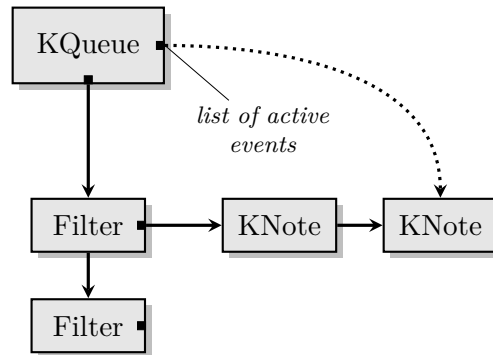 KQueue
list of active
events
Filter
KNote
KNote
Filter